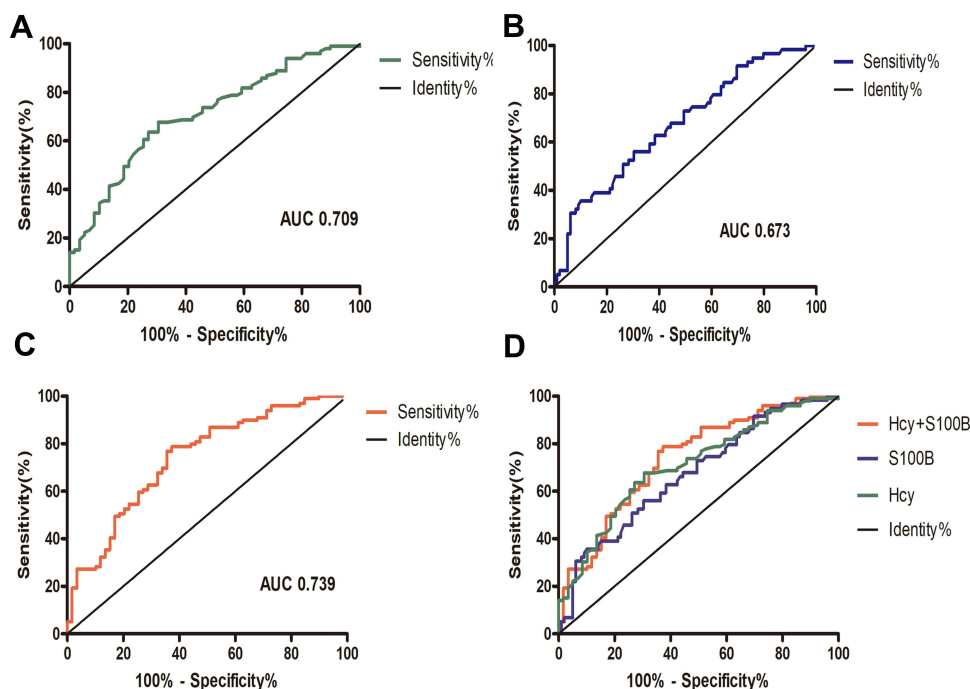 A
Sensitivity(%)
100
80
60
40
20
0
0 20 40 60 80 100
100% - Specificity%
Sensitivity%
Identity%
AUC 0.709
B
Sensitivity(%)
100
80
60
40
20
0
0 20 40 60 80 100
100% - Specificity%
Sensitivity%
Identity%
AUC 0.673
C
Sensitivity(%)
100
80
60
40
20
0
0 20 40 60 80 100
100% - Specificity%
Sensitivity%
Identity%
AUC 0.739
D
Sensitivity(%)
100
80
60
40
20
0
0 20 40 60 80 100
100% - Specificity%
Hcy+S100B
S100B
Hcy
Identity%